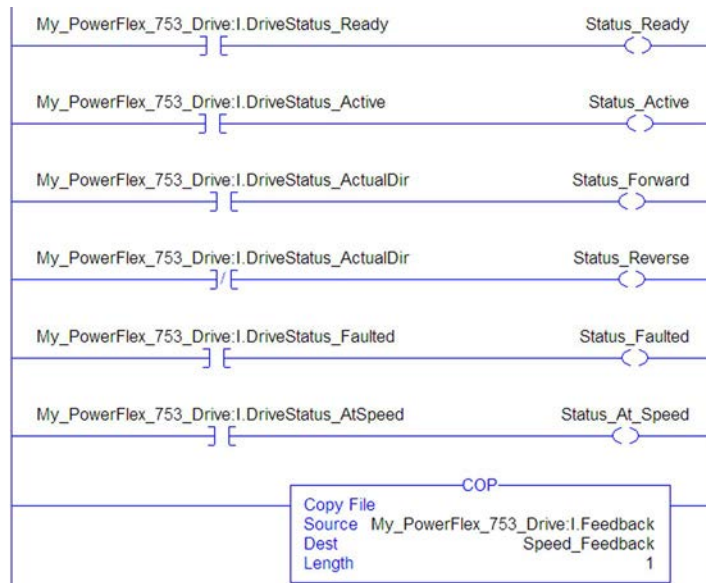 My_PowerFlex_753_Drive:I.DriveStatus_Ready Status_Ready
My_PowerFlex_753_Drive:I.DriveStatus_Active Status_Active
My_PowerFlex_753_Drive:I.DriveStatus_ActualDir Status_Forward
My_PowerFlex_753_Drive:I.DriveStatus_ActualDir Status_Reverse
My_PowerFlex_753_Drive:I.DriveStatus_Faulted Status_Faulted
My_PowerFlex_753_Drive:I.DriveStatus_AtSpeed Status_At_Speed
COP
Copy File
Source My_PowerFlex_753_Drive:I.Feedback
Dest Speed_Feedback
Length 1